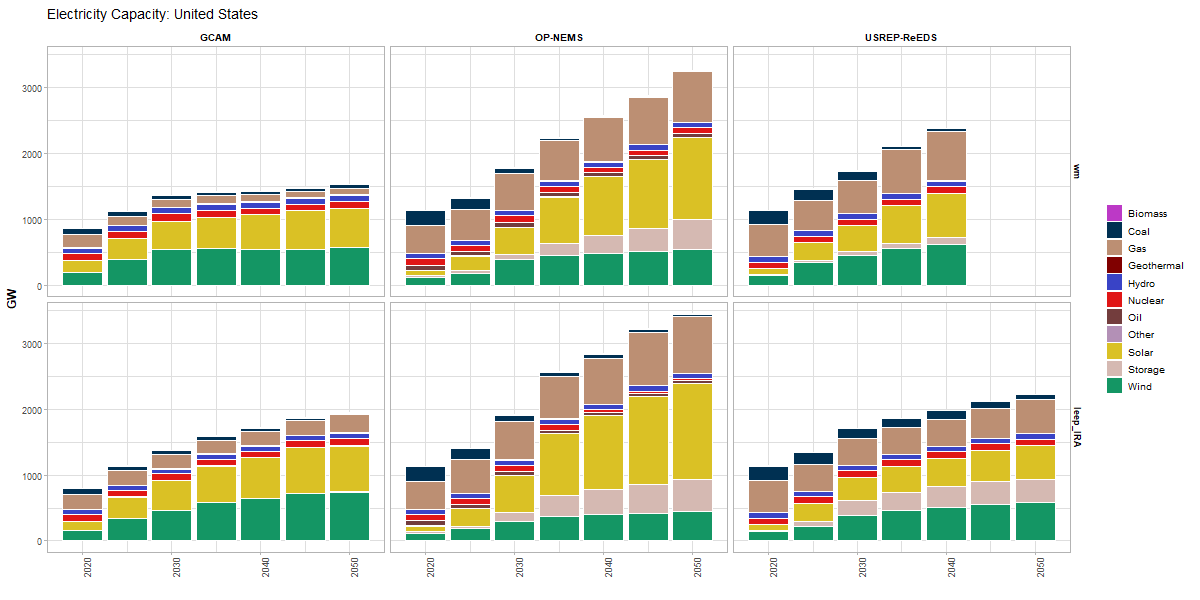 Electricity Capacity: United States
GCAM
OP-NEMS
USREP-ReEDS
3000
2000
1000
0
wm
3000
2000
1000
0
leep_IRA
GW
2020
2030
2040
2050
2020
2030
2040
2050
2020
2030
2040
2050
Biomass
Coal
Gas
Geothermal
Hydro
Nuclear
Oil
Other
Solar
Storage
Wind